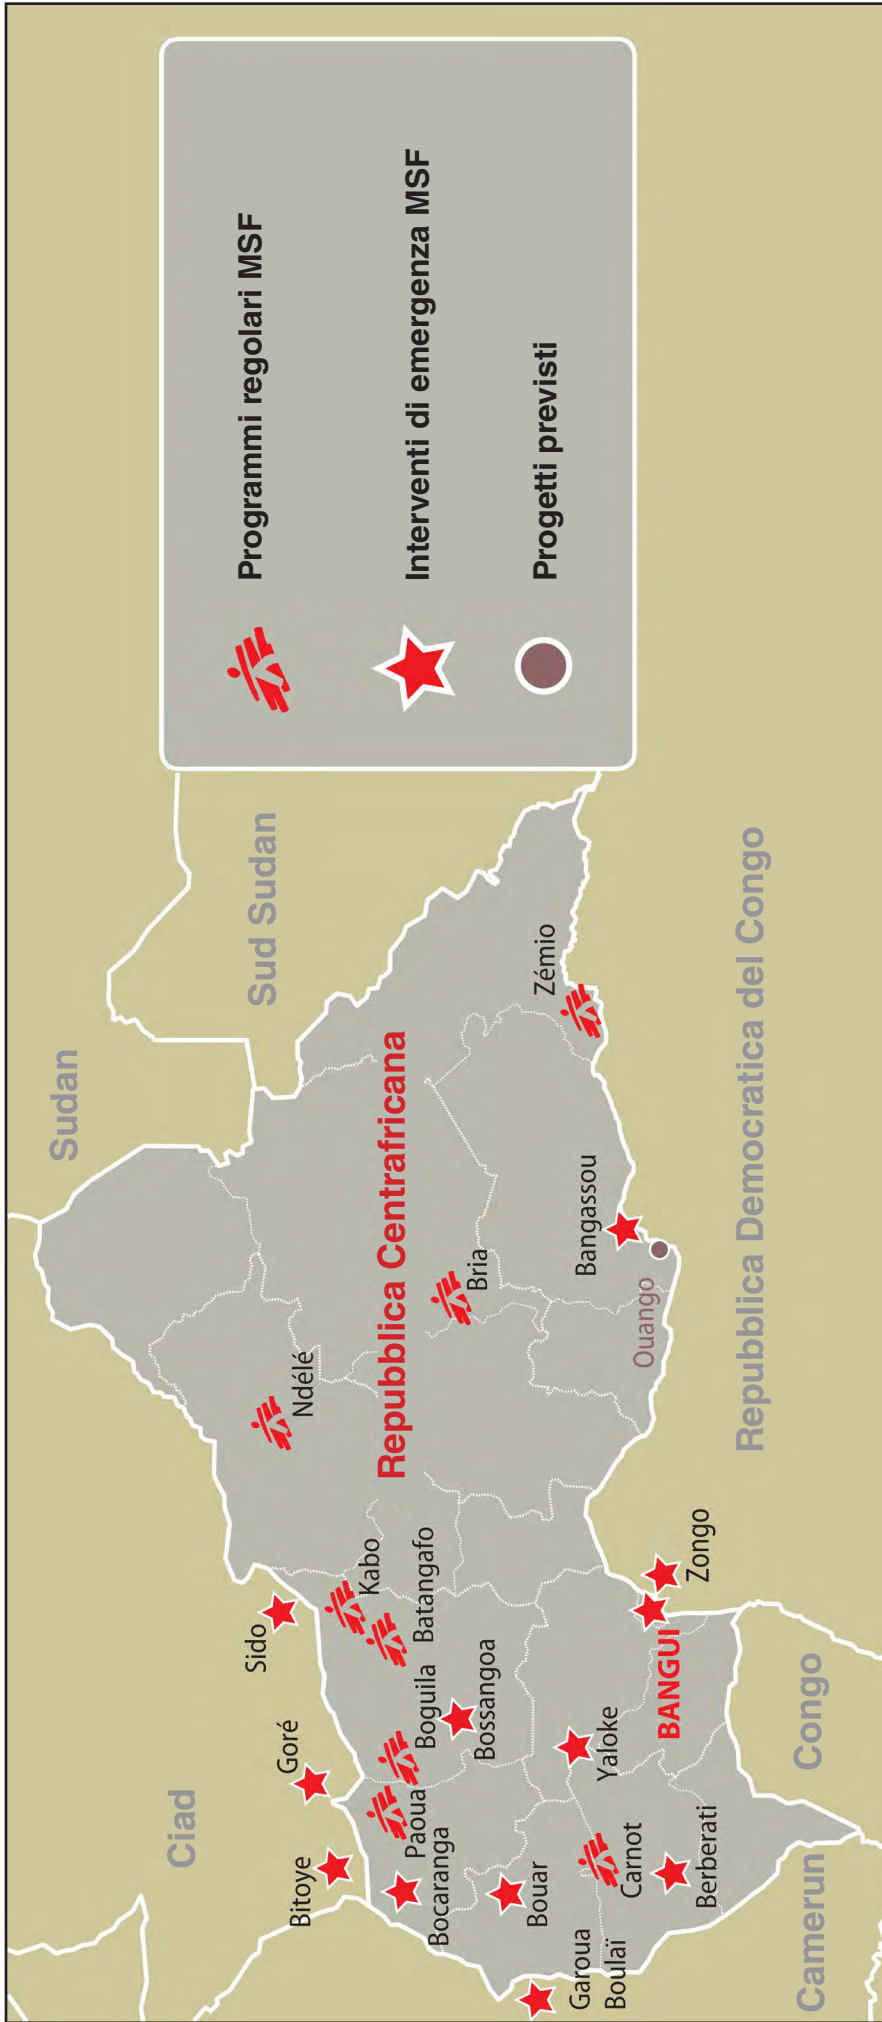 Sudan
Sud Sudan
Ciad
Repubblica Centrafricana
Repubblica Democratica del Congo
Congo
Camerun
Bitoye
Goré
Sido
Ndélé
Kabo
Batangafo
Boguila
Paoua
Bocaranga
Bossangoa
Bria
Zémio
Bouar
Yaloke
Bangassou
Ouango
Garoua
Boulaï
Carnot
Berberati
BANGUI
Zongo
Programmi regolari MSF
Interventi di emergenza MSF
Progetti previsti